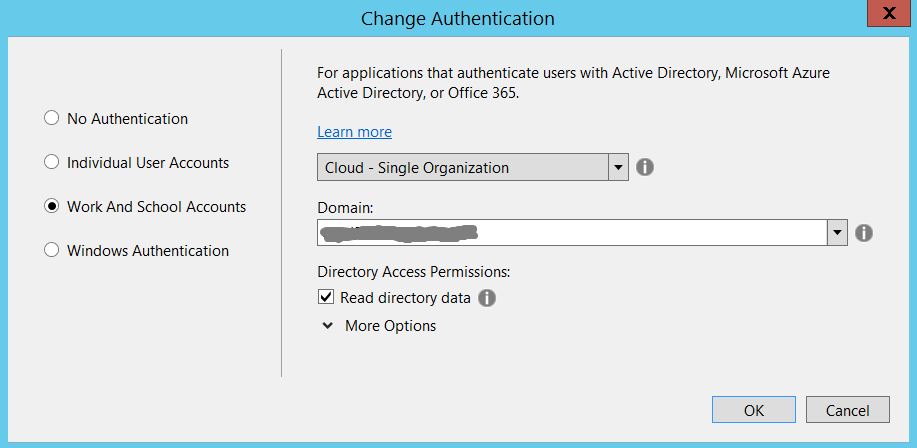 Change Authentication
X
No Authentication
Individual User Accounts
Work And School Accounts
Windows Authentication
For applications that authenticate users with Active Directory, Microsoft Azure
Active Directory, or Office 365.
Learn more
Cloud - Single Organization
Domain:
Directory Access Permissions:
Read directory data
More Options
OK
Cancel